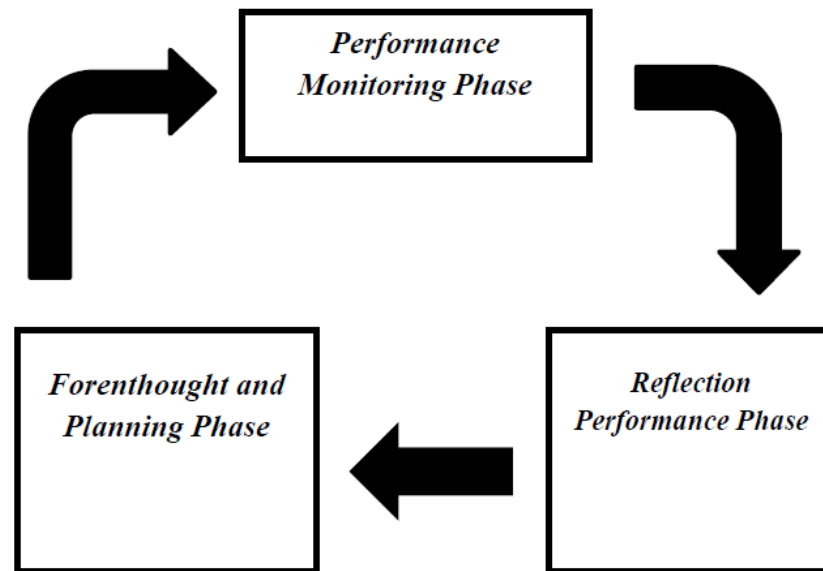 Performance
Monitoring Phase
Forenthought and
Planning Phase
Reflection
Performance Phase